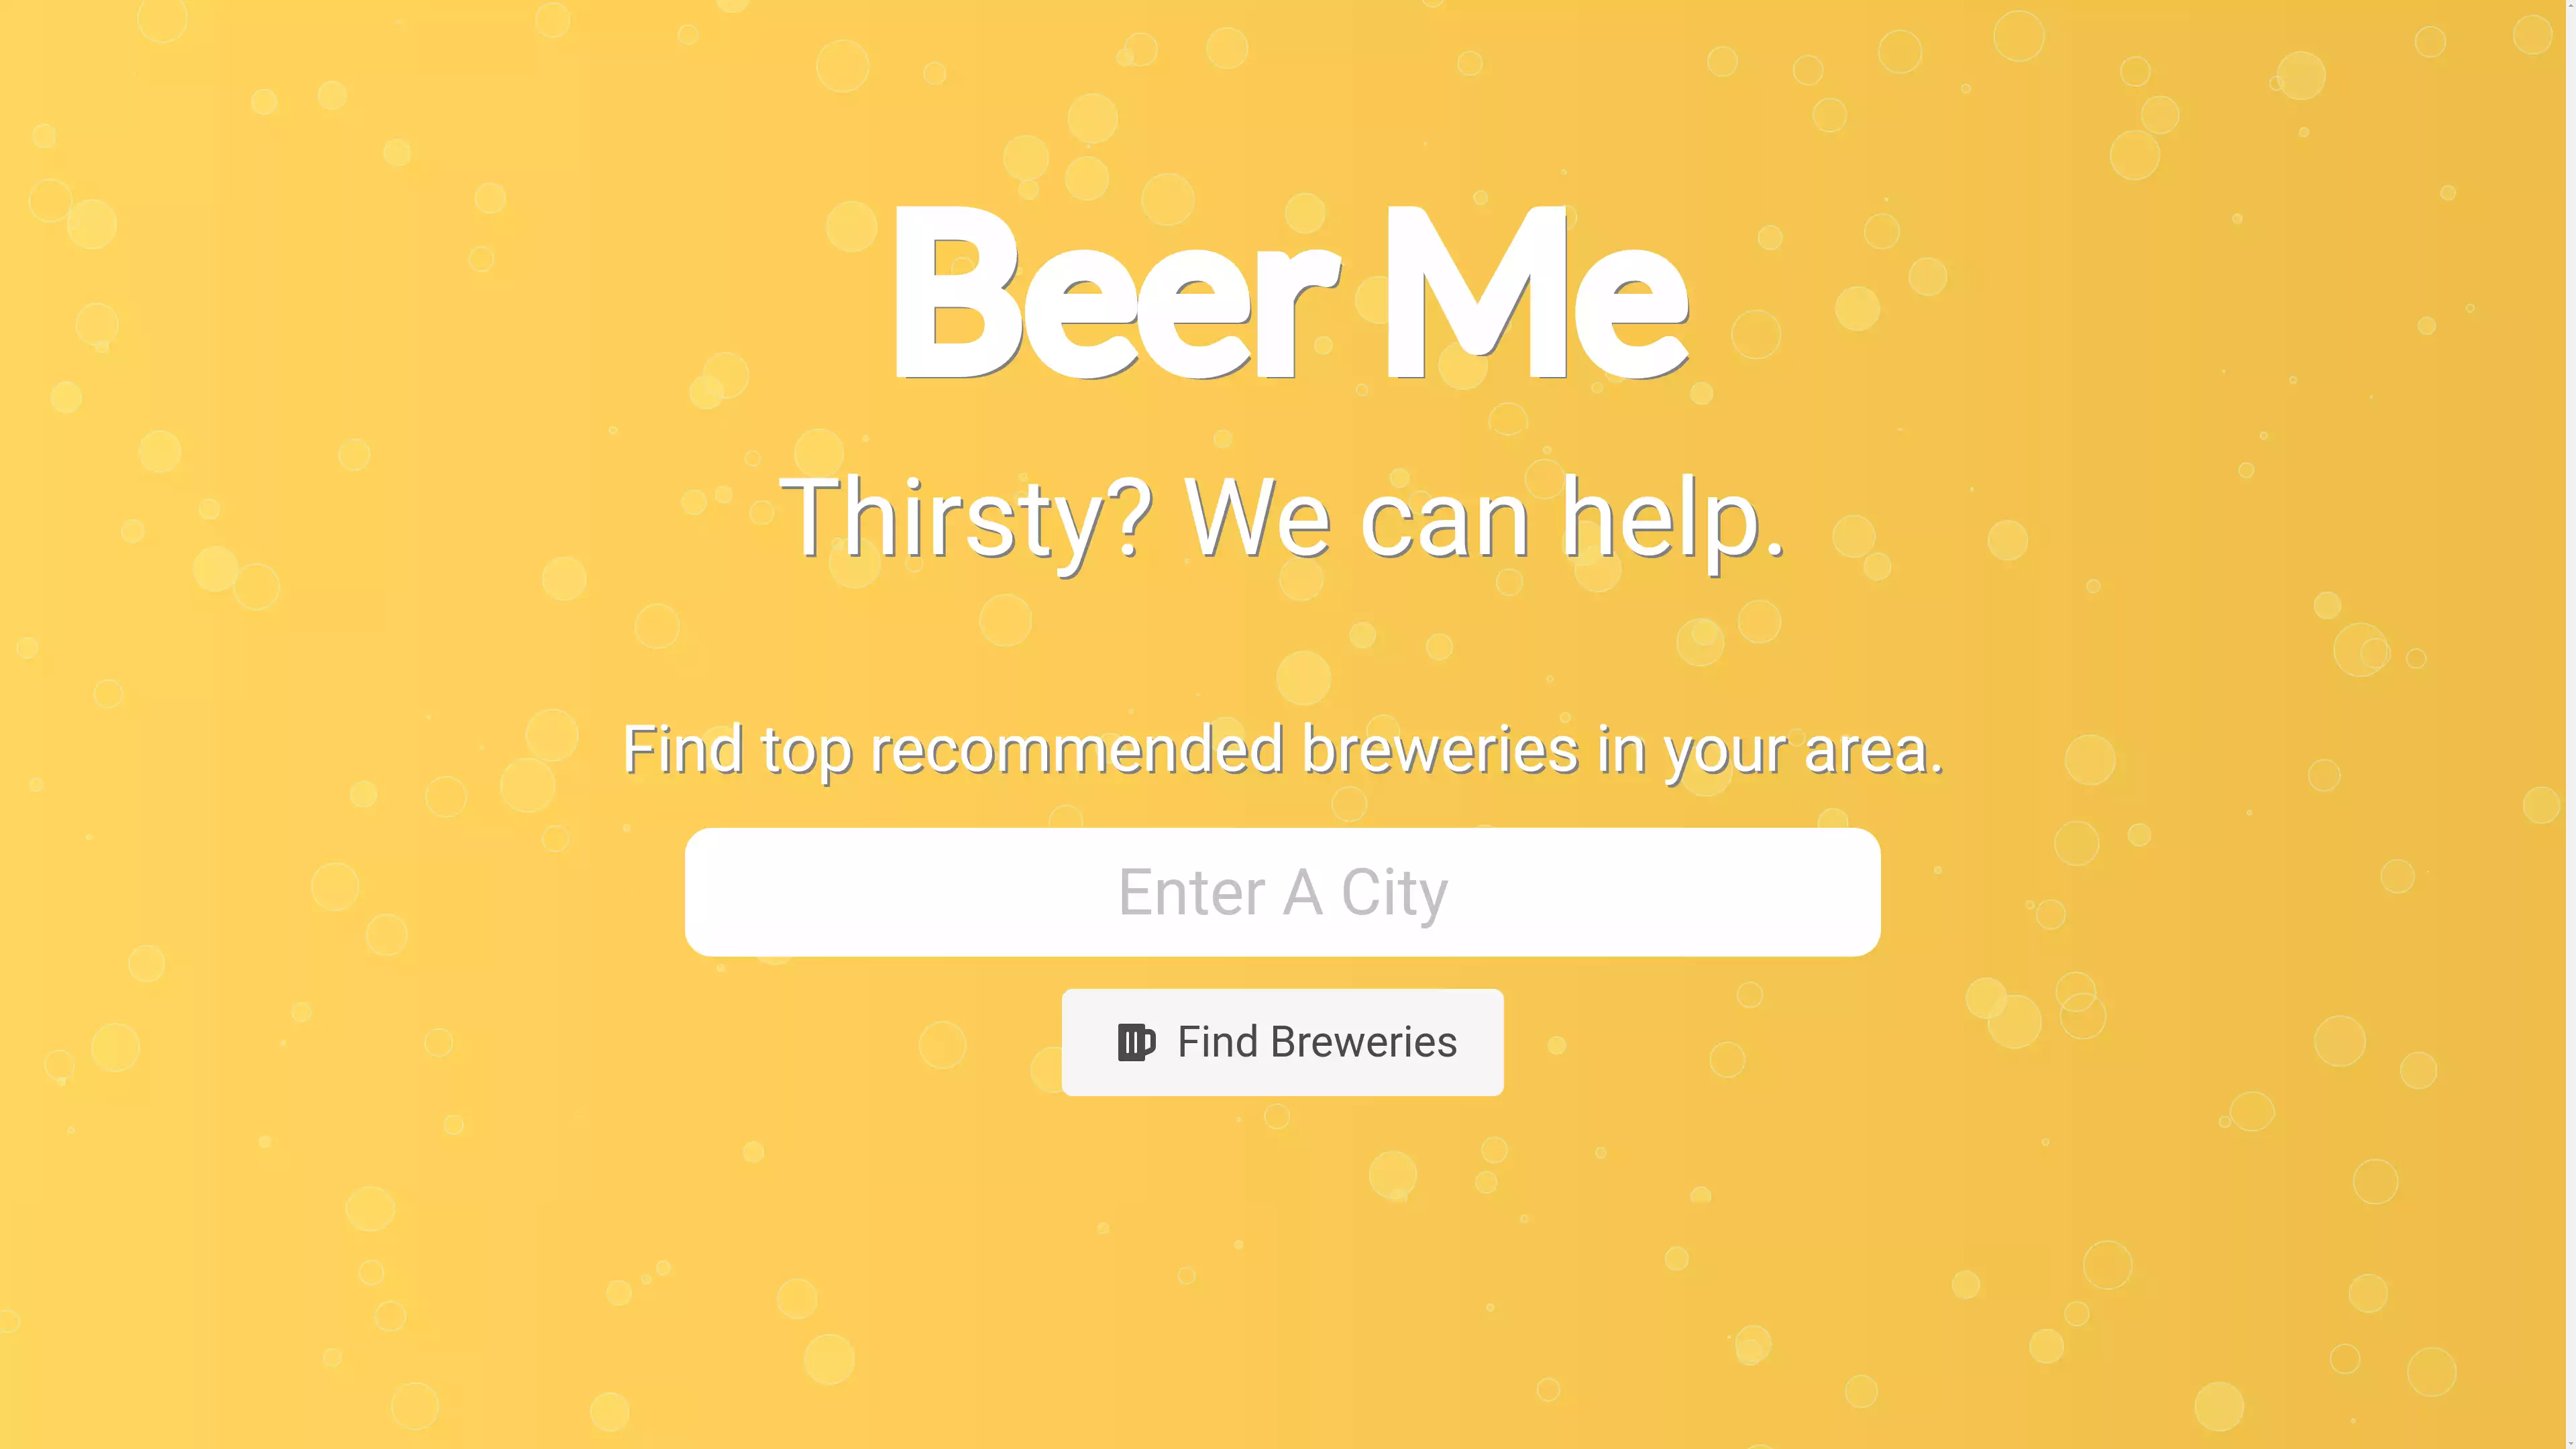 Beer Me
Thirsty? We can help.
Find top recommended breweries in your area.
Enter A City
Find Breweries